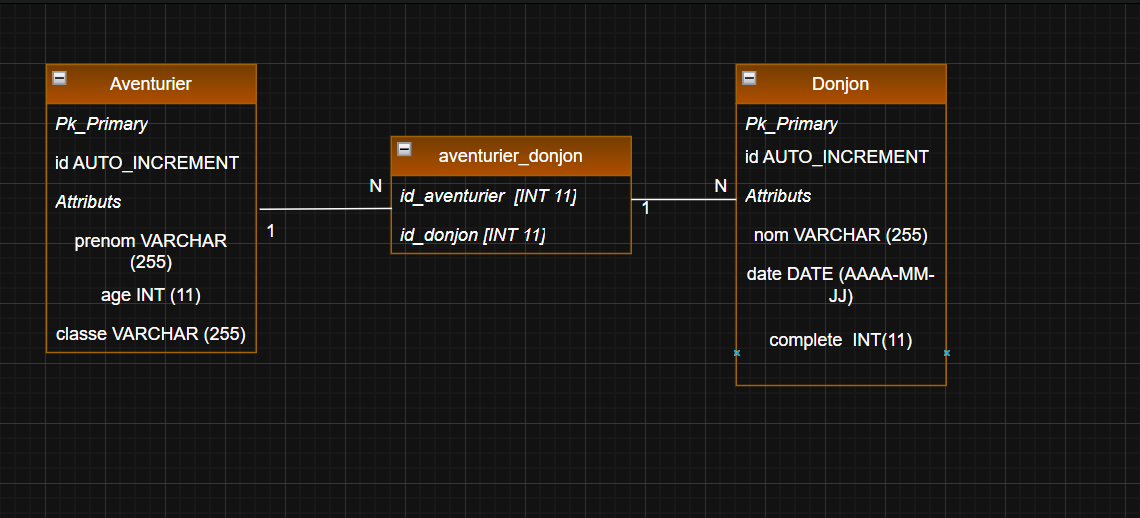 Aventurier
Pk_Primary
id AUTO_INCREMENT
Attributs
prenom VARCHAR
(255)
age INT (11)
classe VARCHAR (255)
1
N
aventurier_donjon
id_aventurier  [INT 11]
id_donjon [INT 11]
1
N
Donjon
Pk_Primary
id AUTO_INCREMENT
Attributs
nom VARCHAR (255)
date DATE (AAAA-MM-
JJ)
complete  INT(11)